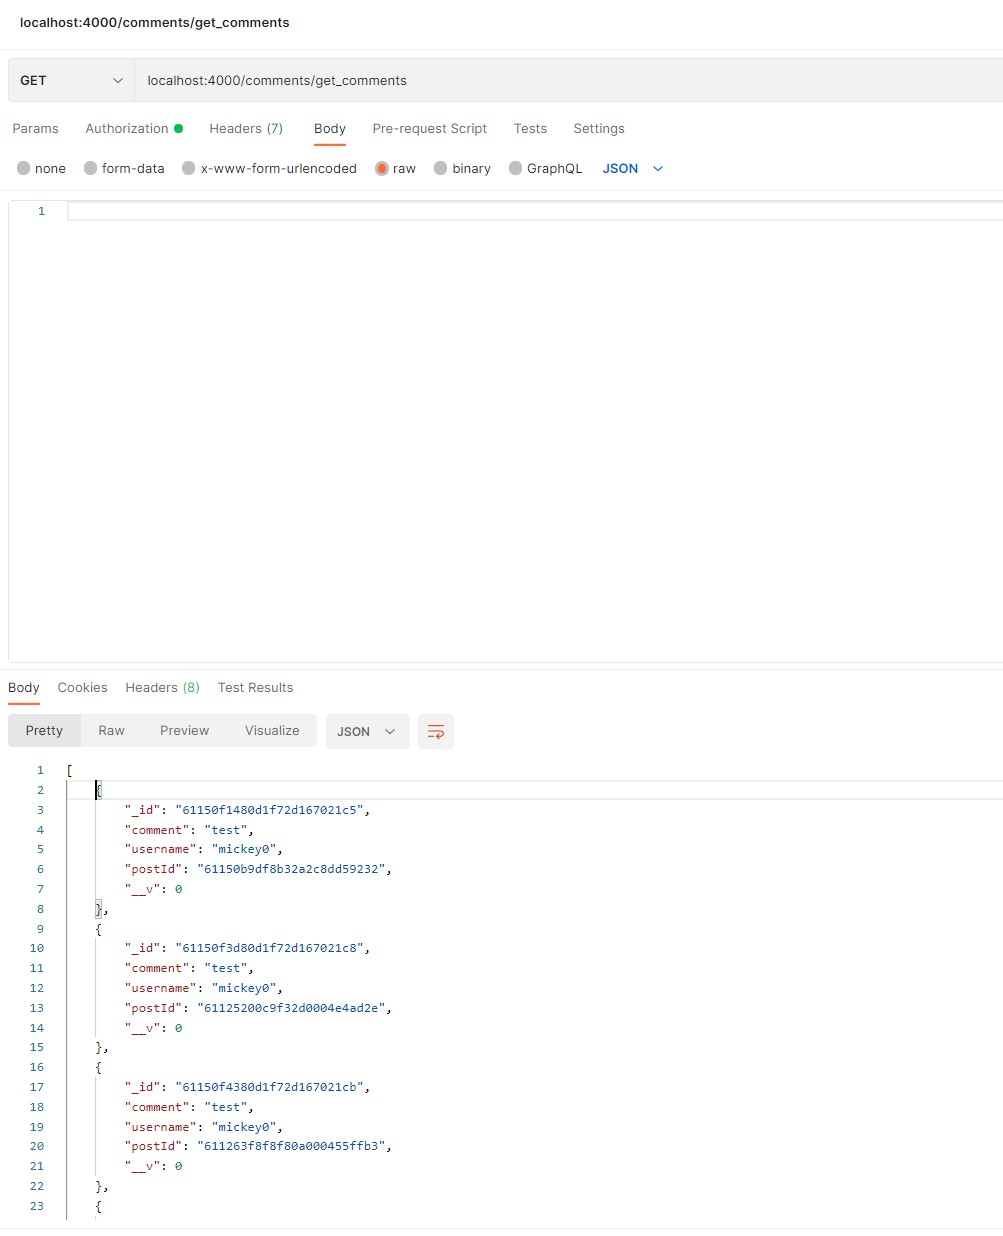 localhost:4000/comments/get_comments
GET localhost:4000/comments/get_comments
Params Authorization Headers (7) Body Pre-request Script Tests Settings
none form-data x-www-form-urlencoded raw binary GraphQL JSON
1
Body Cookies Headers (8) Test Results
Pretty Raw Preview Visualize JSON
1 [
2 {
3 "_id": "61150f1480d1f72d167021c5",
4 "comment": "test",
5 "username": "mickey0",
6 "postId": "61150b9df8b32a2c8dd59232",
7 "__v": 0
8 },
9 {
10 "_id": "61150f3d80d1f72d167021c8",
11 "comment": "test",
12 "username": "mickey0",
13 "postId": "61125200c9f32d0004e4ad2e",
14 "__v": 0
15 },
16 {
17 "_id": "61150f4380d1f72d167021cb",
18 "comment": "test",
19 "username": "mickey0",
20 "postId": "611263f8f8f80a000455ffb3",
21 "__v": 0
22 },
23 {